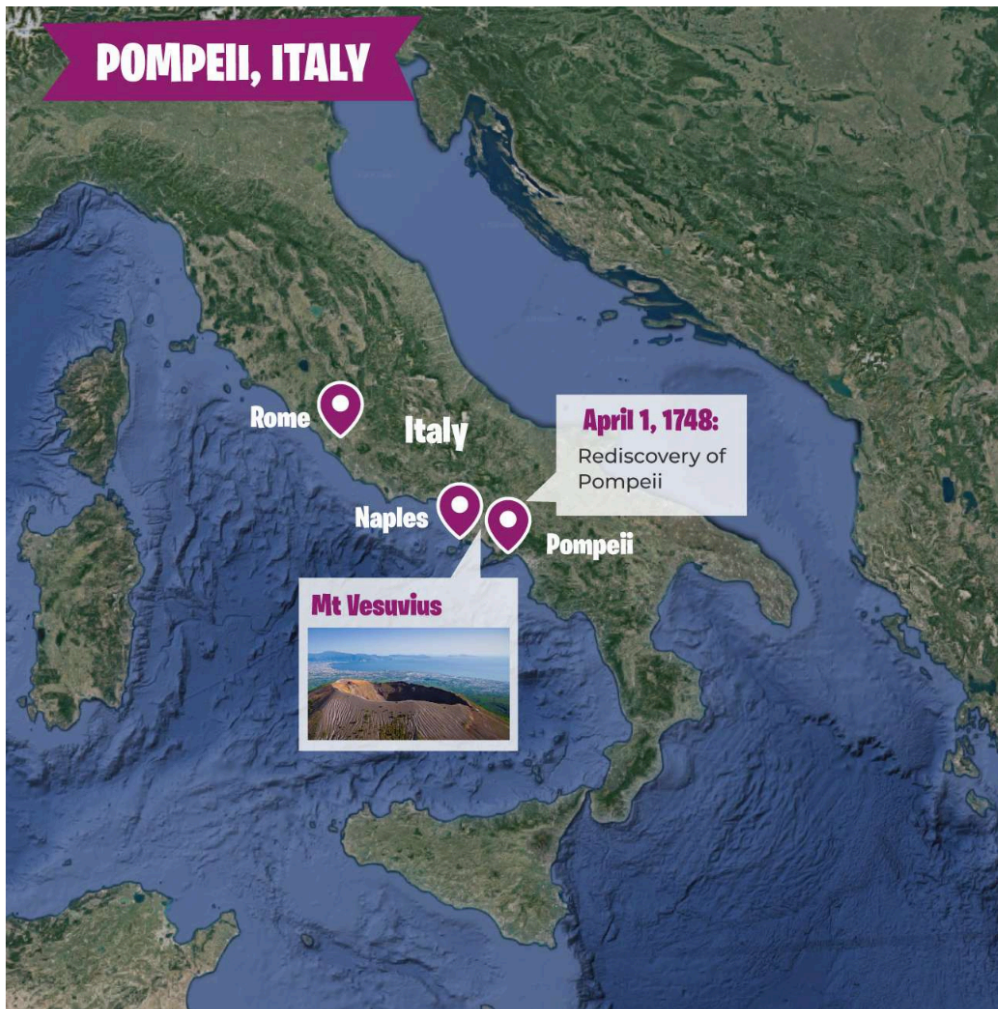 POMPEII, ITALY
Rome
Italy
April 1, 1748:
Rediscovery of
Pompeii
Naples
Pompeii
Mt Vesuvius